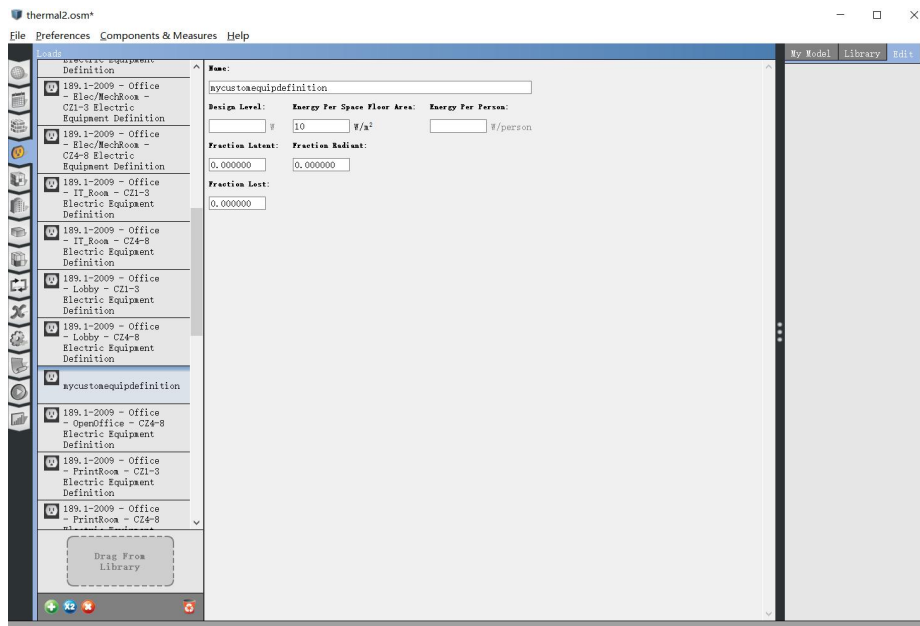 thermal2.osm*
File Preferences Components & Measures Help
Loads
My Model Library Edit
Definition
189.1-2009 - Office
- Elec/MechRoom -
CZ1-3 Electric
Equipment Definition
189.1-2009 - Office
- Elec/MechRoom -
CZ4-8 Electric
Equipment Definition
189.1-2009 - Office
- IT_Room - CZ1-3
Electric Equipment
Definition
189.1-2009 - Office
- IT_Room - CZ4-8
Electric Equipment
Definition
189.1-2009 - Office
- Lobby - CZ1-3
Electric Equipment
Definition
189.1-2009 - Office
- Lobby - CZ4-8
Electric Equipment
Definition
mycustomequipdefinition
189.1-2009 - Office
- OpenOffice - CZ4-8
Electric Equipment
Definition
189.1-2009 - Office
- PrintRoom - CZ1-3
Electric Equipment
Definition
189.1-2009 - Office
- PrintRoom - CZ4-8
Drag From
Library
x2
Name:
mycustomequipdefinition
Design Level: Energy Per Space Floor Area: Energy Per Person:
W 10 W/m² W/person
Fraction Latent: Fraction Radiant:
0.000000 0.000000
Fraction Lost:
0.000000